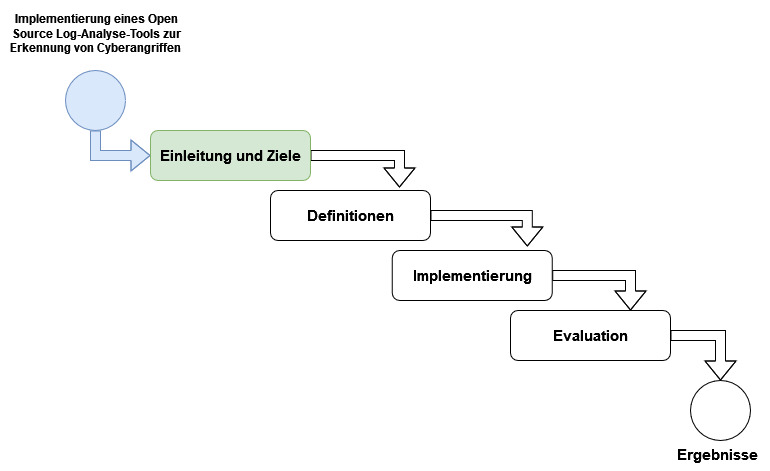 Implementierung eines Open
Source Log-Analyse-Tools zur
Erkennung von Cyberangriffen
Einleitung und Ziele
Definitionen
Implementierung
Evaluation
Ergebnisse